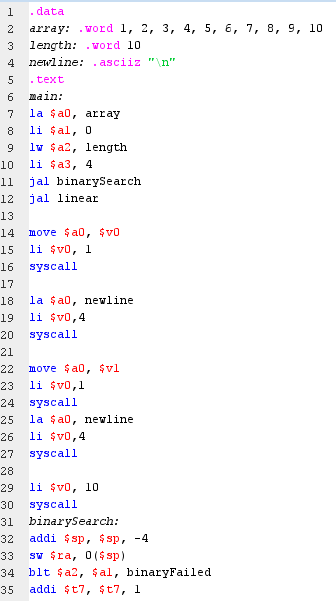 1 .data
2 array: .word 1, 2, 3, 4, 5, 6, 7, 8, 9, 10
3 length: .word 10
4 newline: .asciiz "\n"
5 .text
6 main:
7 la $a0, array
8 li $a1, 0
9 lw $a2, length
10 li $a3, 4
11 jal binarySearch
12 jal linear
13
14 move $a0, $v0
15 li $v0, 1
16 syscall
17
18 la $a0, newline
19 li $v0,4
20 syscall
21
22 move $a0, $v1
23 li $v0,1
24 syscall
25 la $a0, newline
26 li $v0,4
27 syscall
28
29 li $v0, 10
30 syscall
31 binarySearch:
32 addi $sp, $sp, -4
33 sw $ra, 0($sp)
34 blt $a2, $a1, binaryFailed
35 addi $t7, $t7, 1